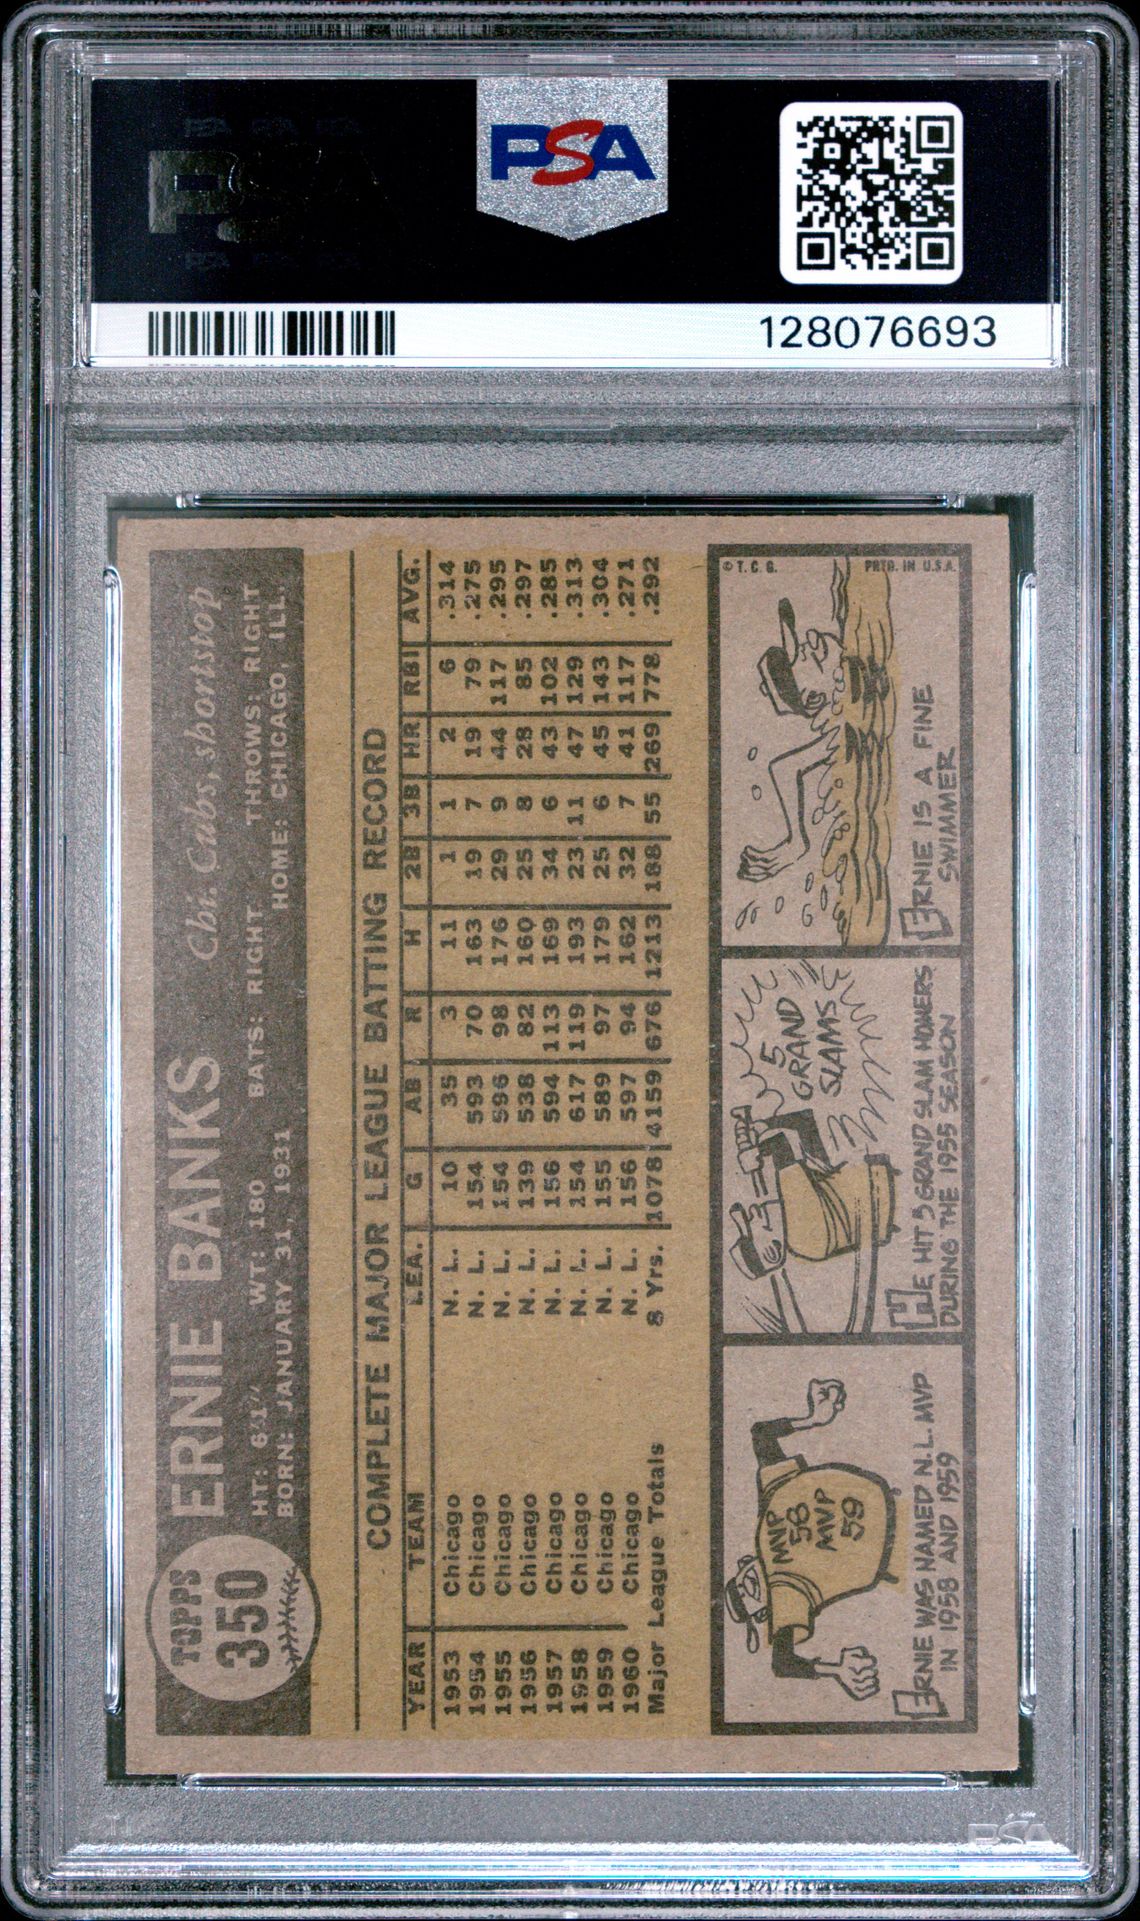 PSA
128076693
TOPPS
350
ERNIE BANKS Chi. Cubs, shortstop
HT: 6'1" WT: 180 BATS: RIGHT THROWS: RIGHT
BORN: JANUARY 31, 1931 HOME: CHICAGO, ILL.
COMPLETE MAJOR LEAGUE BATTING RECORD
YEAR TEAM LEA. G AB R H 2B 3B HR RBI AVG.
1953 Chicago N. L. 10 35 3 11 1 1 2 6 .314
1954 Chicago N. L. 154 593 70 163 19 7 19 79 .275
1955 Chicago N. L. 154 596 98 176 29 9 44 117 .295
1956 Chicago N. L. 139 538 82 160 25 8 28 85 .297
1957 Chicago N. L. 156 594 113 169 34 6 43 102 .285
1958 Chicago N. L. 154 617 119 193 23 11 47 129 .313
1959 Chicago N. L. 155 589 97 179 25 6 45 143 .304
1960 Chicago N. L. 156 597 94 162 32 7 41 117 .271
Major League Totals 8 Yrs. 1078 4159 676 1213 188 55 269 778 .292
MVP
58
MVP
59
ERNIE WAS NAMED N.L. MVP
IN 1958 AND 1959
5
GRAND
SLAMS
HE HIT 5 GRAND SLAM HOMERS
DURING THE 1955 SEASON
© T.C.G. PRTD. IN U.S.A.
ERNIE IS A FINE
SWIMMER
PSA